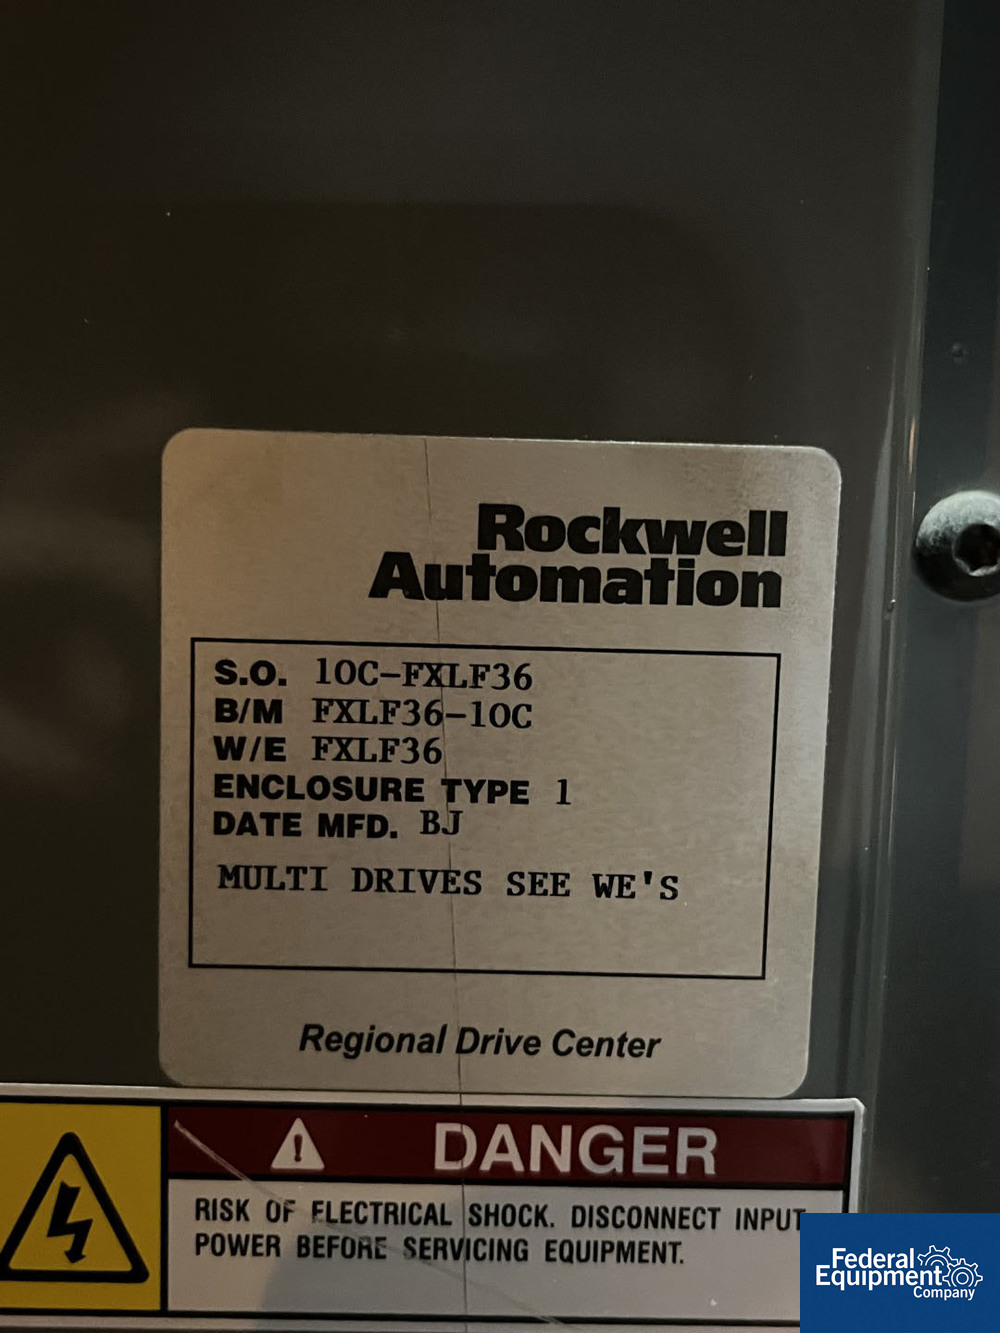 Rockwell
Automation
S.O. 10C-FXLF36
B/M FXLF36-10C
W/E FXLF36
ENCLOSURE TYPE 1
DATE MFD. BJ
MULTI DRIVES SEE WE'S
Regional Drive Center
DANGER
RISK OF ELECTRICAL SHOCK. DISCONNECT INPUT
POWER BEFORE SERVICING EQUIPMENT.
Federal
Equipment
Company